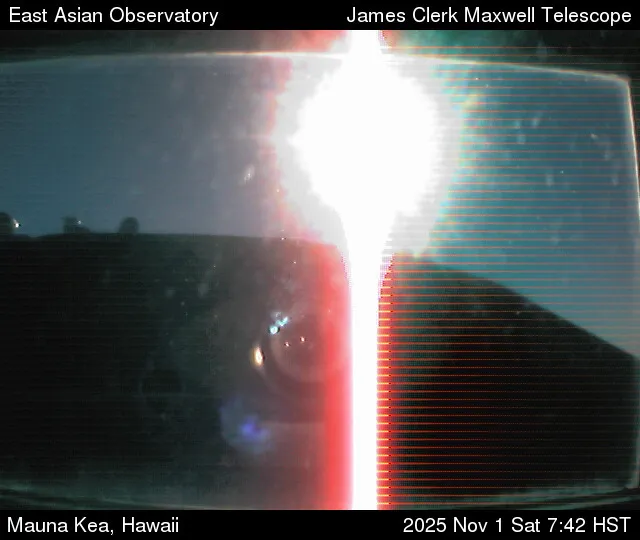 East Asian Observatory
James Clerk Maxwell Telescope
Mauna Kea, Hawaii
2025 Nov 1 Sat 7:42 HST